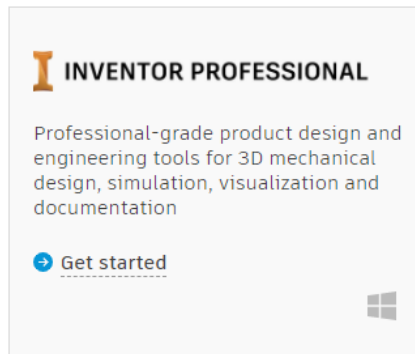 INVENTOR PROFESSIONAL
Professional-grade product design and
engineering tools for 3D mechanical
design, simulation, visualization and
documentation
Get started